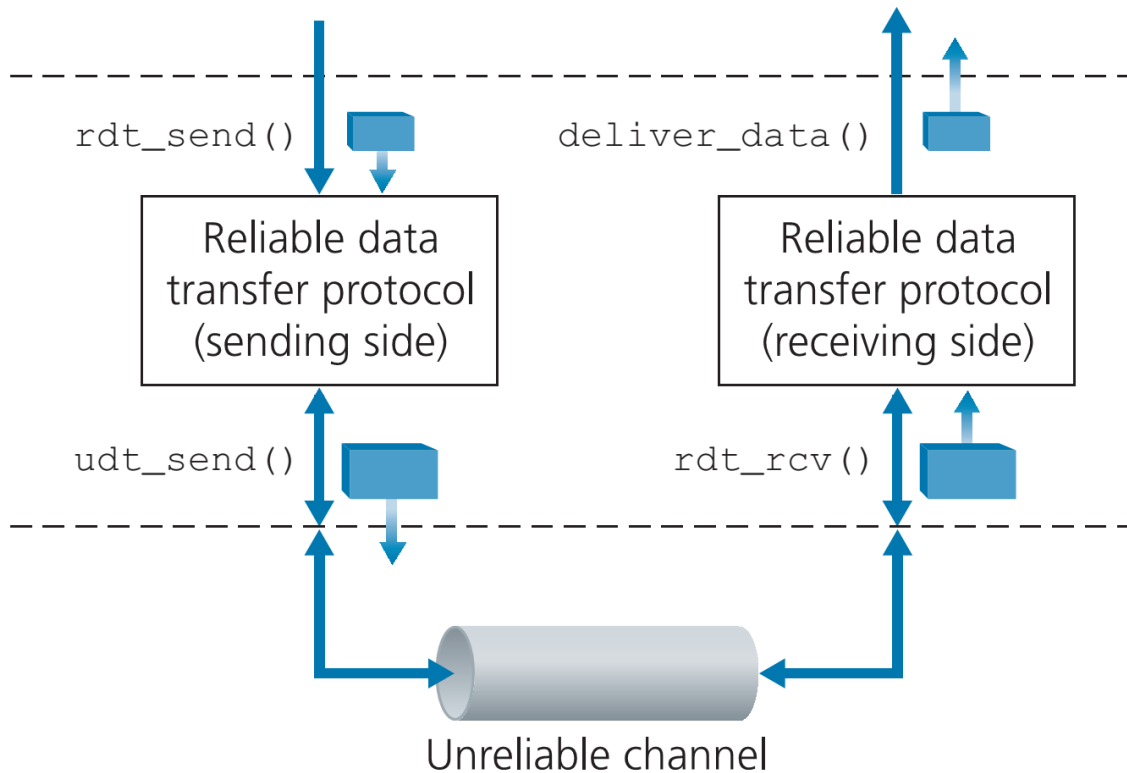 rdt_send()
deliver_data()
Reliable data
transfer protocol
(sending side)
Reliable data
transfer protocol
(receiving side)
udt_send()
rdt_rcv()
Unreliable channel